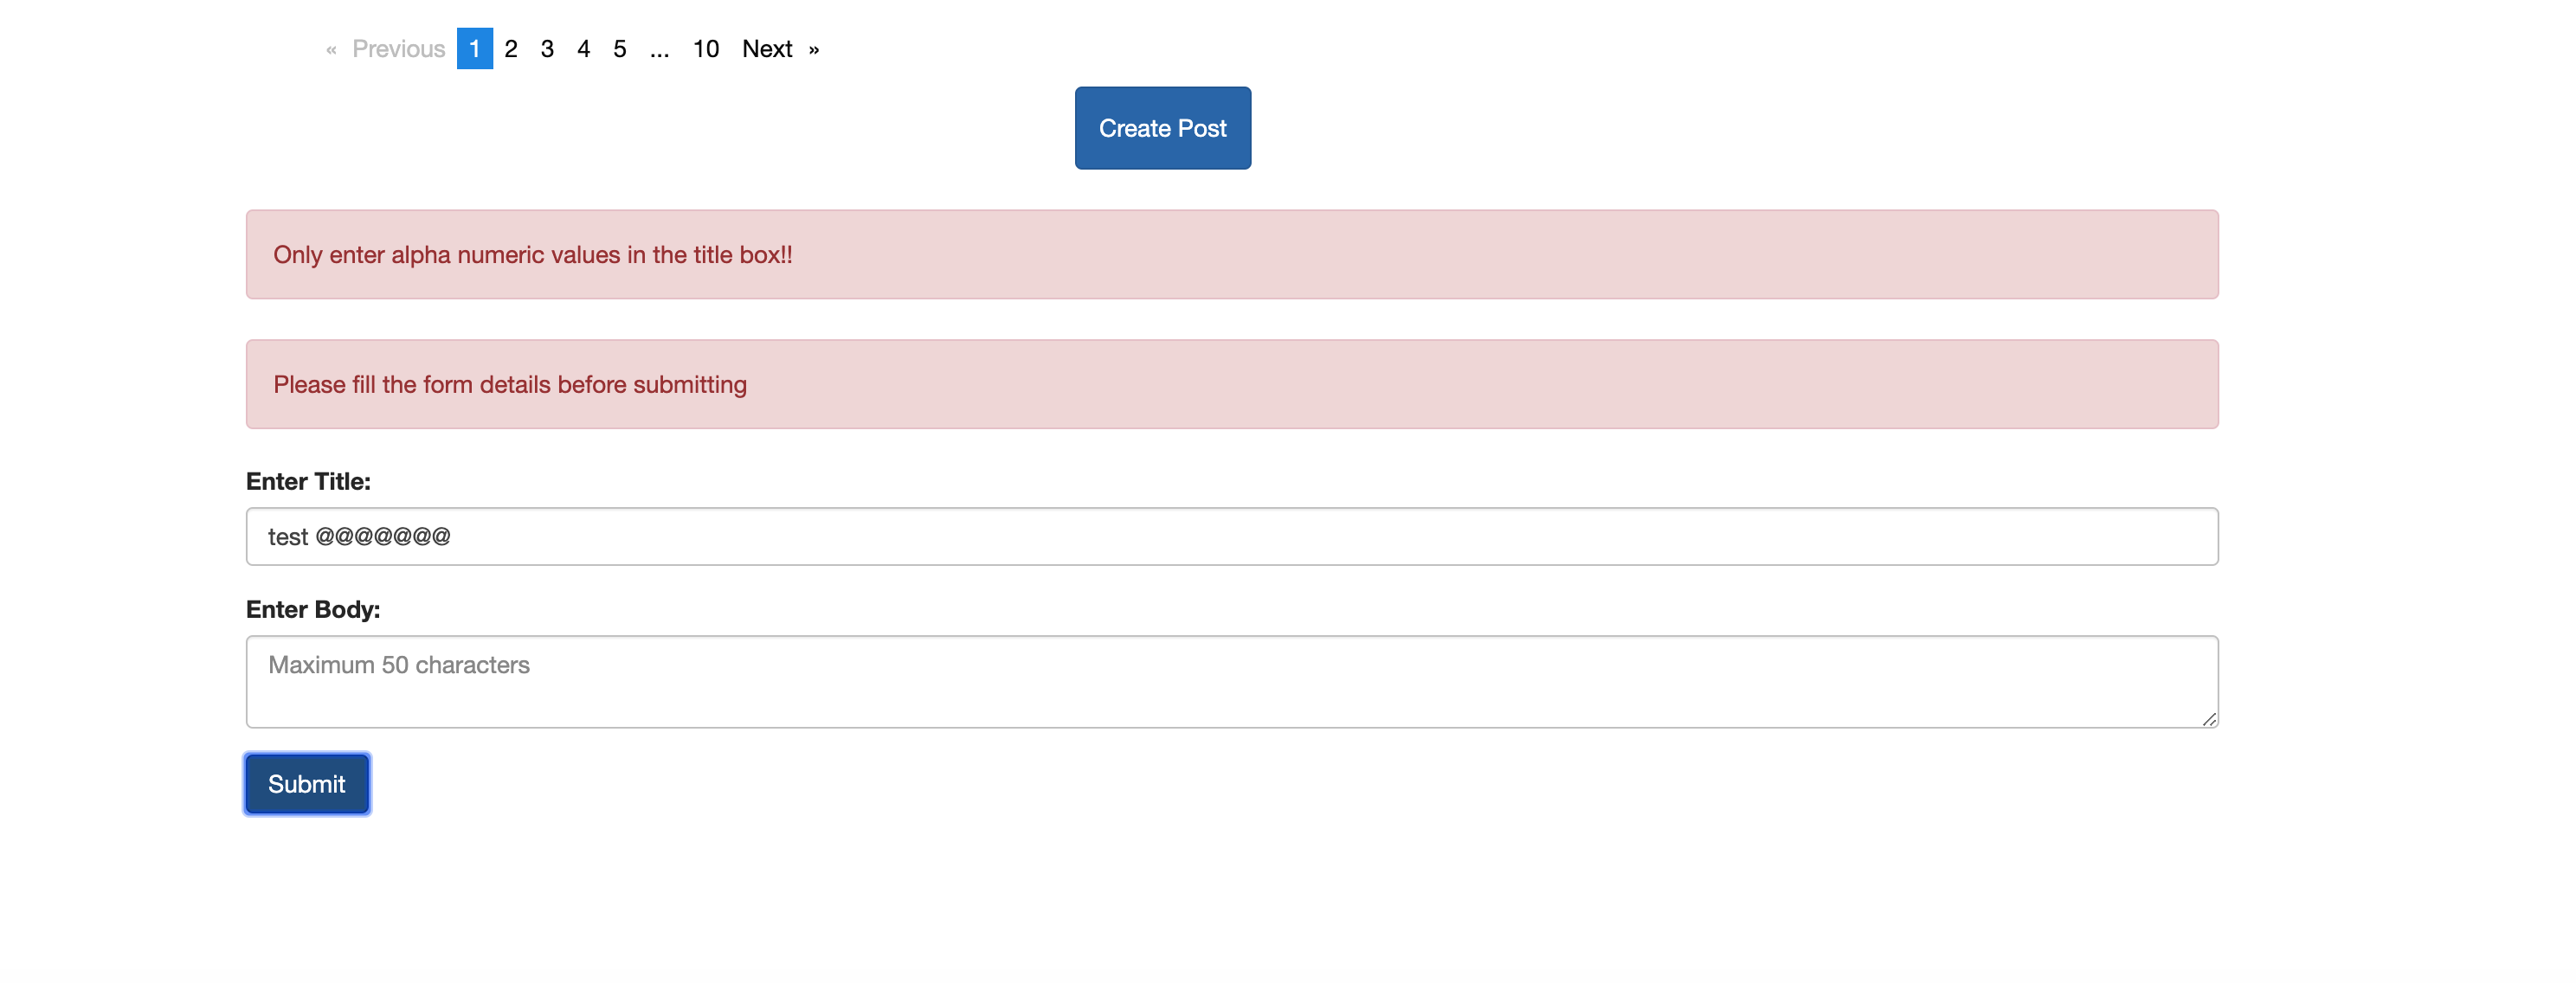 « Previous 1 2 3 4 5 ... 10 Next »
Create Post
Only enter alpha numeric values in the title box!!
Please fill the form details before submitting
Enter Title:
test @@@@@@@
Enter Body:
Maximum 50 characters
Submit